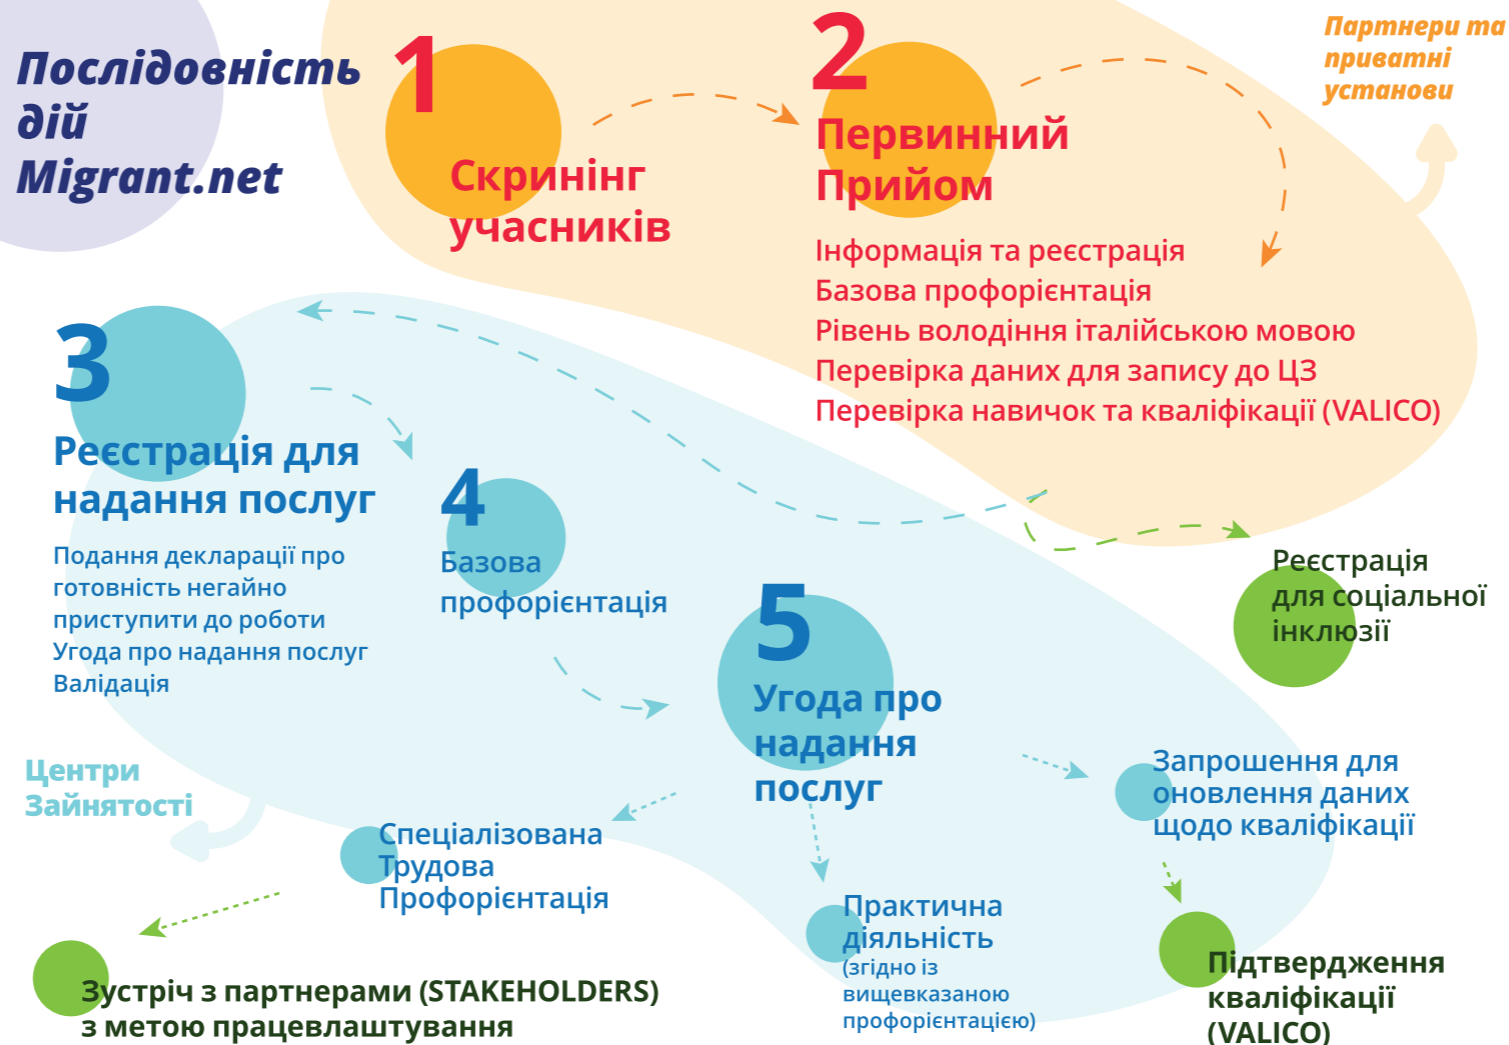 Послідовність
дій
Migrant.net
1
Скринінг
учасників
2
Первинний
Прийом
Інформація та реєстрація
Базова профорієнтація
Рівень володіння італійською мовою
Перевірка даних для запису до ЦЗ
Перевірка навичок та кваліфікації (VALICO)
Партнери та
приватні
установи
3
Реєстрація для
надання послуг
Подання декларації про
готовність негайно
приступити до роботи
Угода про надання послуг
Валідація
4
Базова
профорієнтація
5
Угода про
надання
послуг
Реєстрація
для соціальної
інклюзії
Центри
Зайнятості
Спеціалізована
Трудова
Профорієнтація
Запрошення для
оновлення даних
щодо кваліфікації
Практична
діяльність
(згідно із
вищевказаною
профорієнтацією)
Зустріч з партнерами (STAKEHOLDERS)
з метою працевлаштування
Підтвердження
кваліфікації
(VALICO)